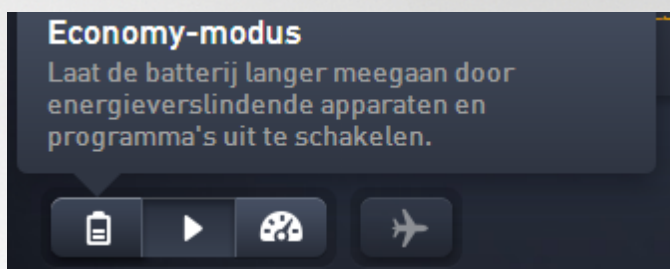 Economy-modus
Laat de batterij langer meegaan door
energieverslindende apparaten en
programma's uit te schakelen.